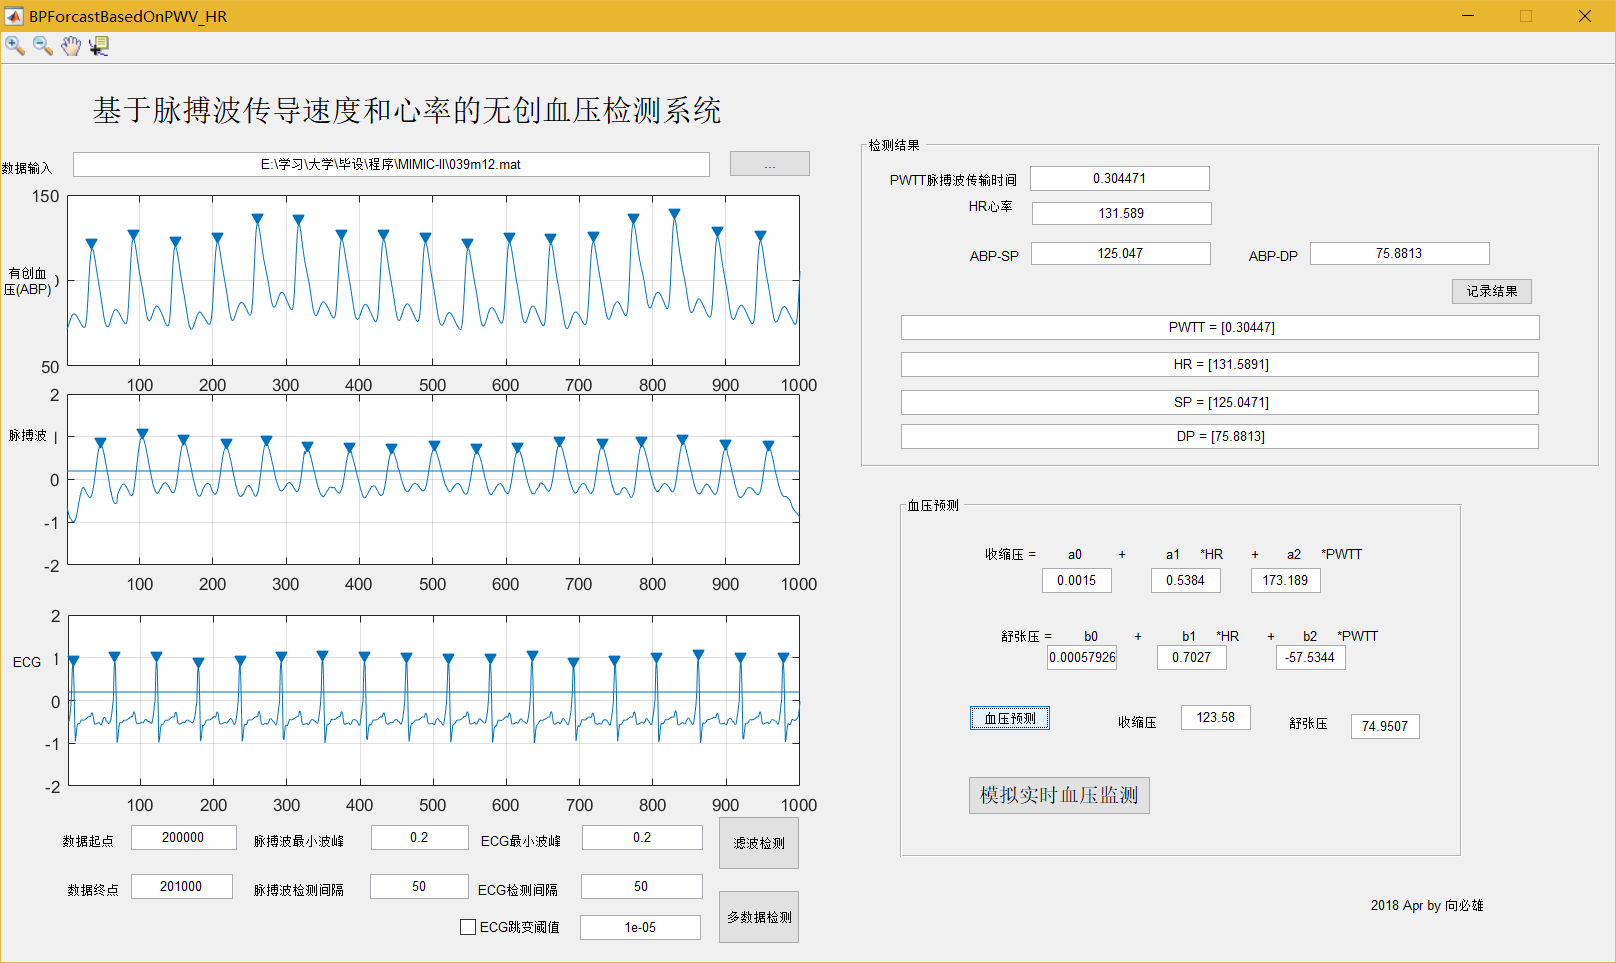 BPForcastBasedOnPWV_HR
基于脉搏波传导速度和心率的无创血压检测系统
数据输入
E:\学习\大学\毕设\程序\MIMIC-II\039m12.mat
...
有创血
压(ABP)
150
50
100 200 300 400 500 600 700 800 900 1000
脉搏波
2
0
-1
-2
100 200 300 400 500 600 700 800 900 1000
ECG
2
1
0
-1
-2
100 200 300 400 500 600 700 800 900 1000
数据起点 200000 脉搏波最小波峰 0.2 ECG最小波峰 0.2 滤波检测
数据终点 201000 脉搏波检测间隔 50 ECG检测间隔 50
ECG跳变阈值 1e-05 多数据检测
检测结果
PWTT脉搏波传输时间 0.304471
HR心率 131.589
ABP-SP 125.047 ABP-DP 75.8813
记录结果
PWTT = [0.30447]
HR = [131.5891]
SP = [125.0471]
DP = [75.8813]
血压预测
收缩压 = a0 + a1 *HR + a2 *PWTT
0.0015 0.5384 173.189
舒张压 = b0 + b1 *HR + b2 *PWTT
0.00057926 0.7027 -57.5344
血压预测 收缩压 123.58 舒张压 74.9507
模拟实时血压监测
2018 Apr by 向必雄